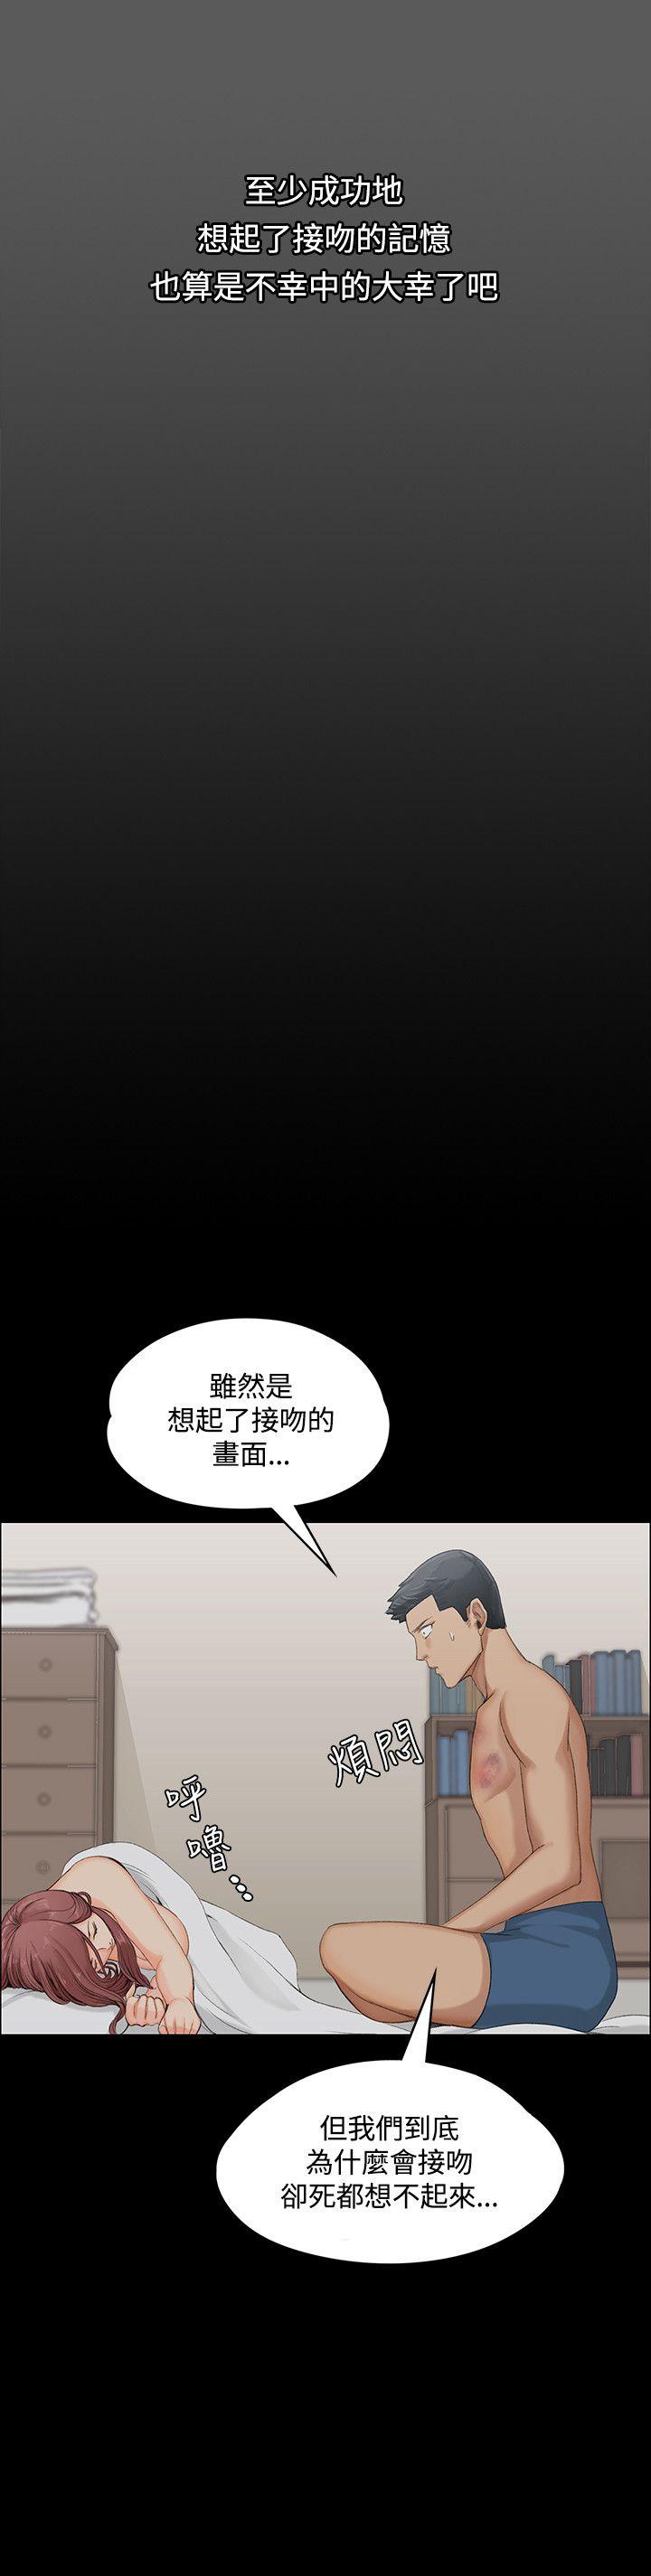 至少成功地
想起了接吻的記憶
也算是不幸中的大幸了吧
雖然是
想起了接吻的
畫面...
煩悶
呼
嚕...
但我們到底
為什麼會接吻
卻死都想不起來...